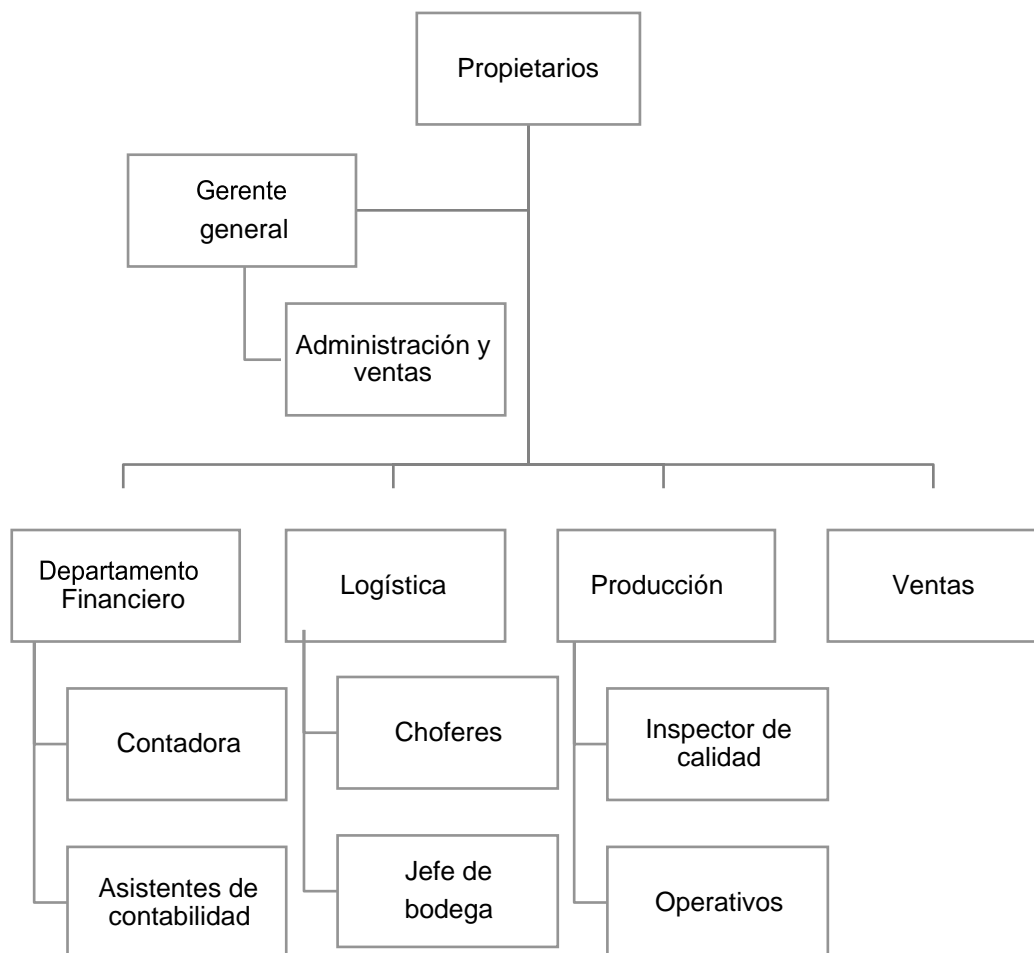 Propietarios
Gerente
general
Administración y
ventas
Departamento
Financiero
Logística
Producción
Ventas
Contadora
Choferes
Inspector de
calidad
Asistentes de
contabilidad
Jefe de
bodega
Operativos